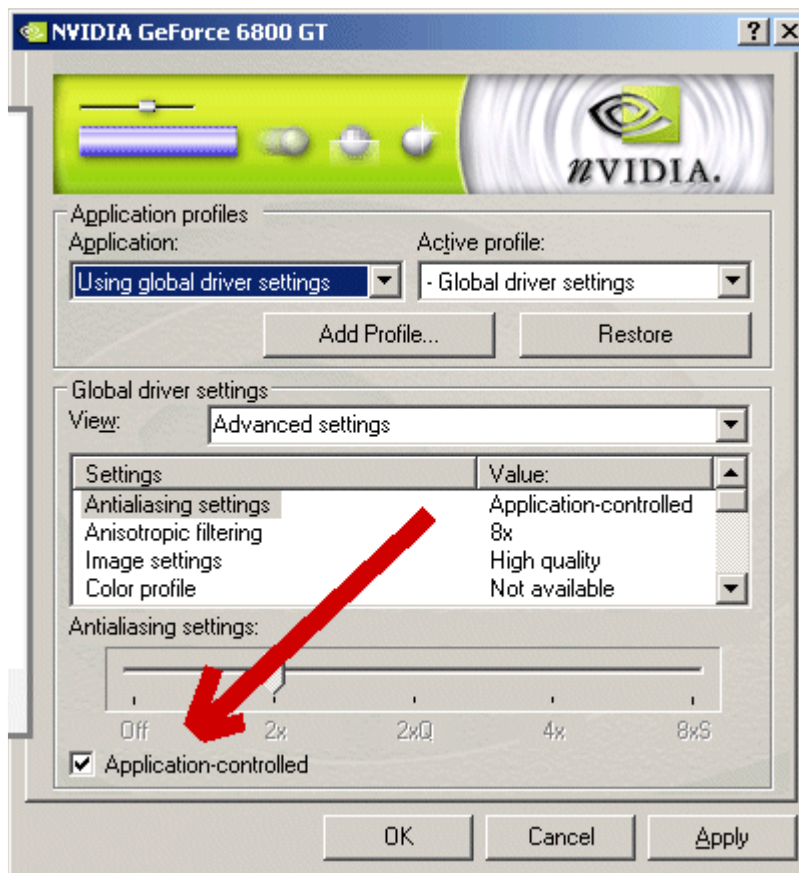 NVIDIA GeForce 6800 GT
nVIDIA.
Application profiles
Application: Active profile:
Using global driver settings - Global driver settings
Add Profile... Restore
Global driver settings
View: Advanced settings
Settings Value:
Antialiasing settings Application-controlled
Anisotropic filtering 8x
Image settings High quality
Color profile Not available
Antialiasing settings:
Off 2x 2xQ 4x 8xS
Application-controlled
OK Cancel Apply